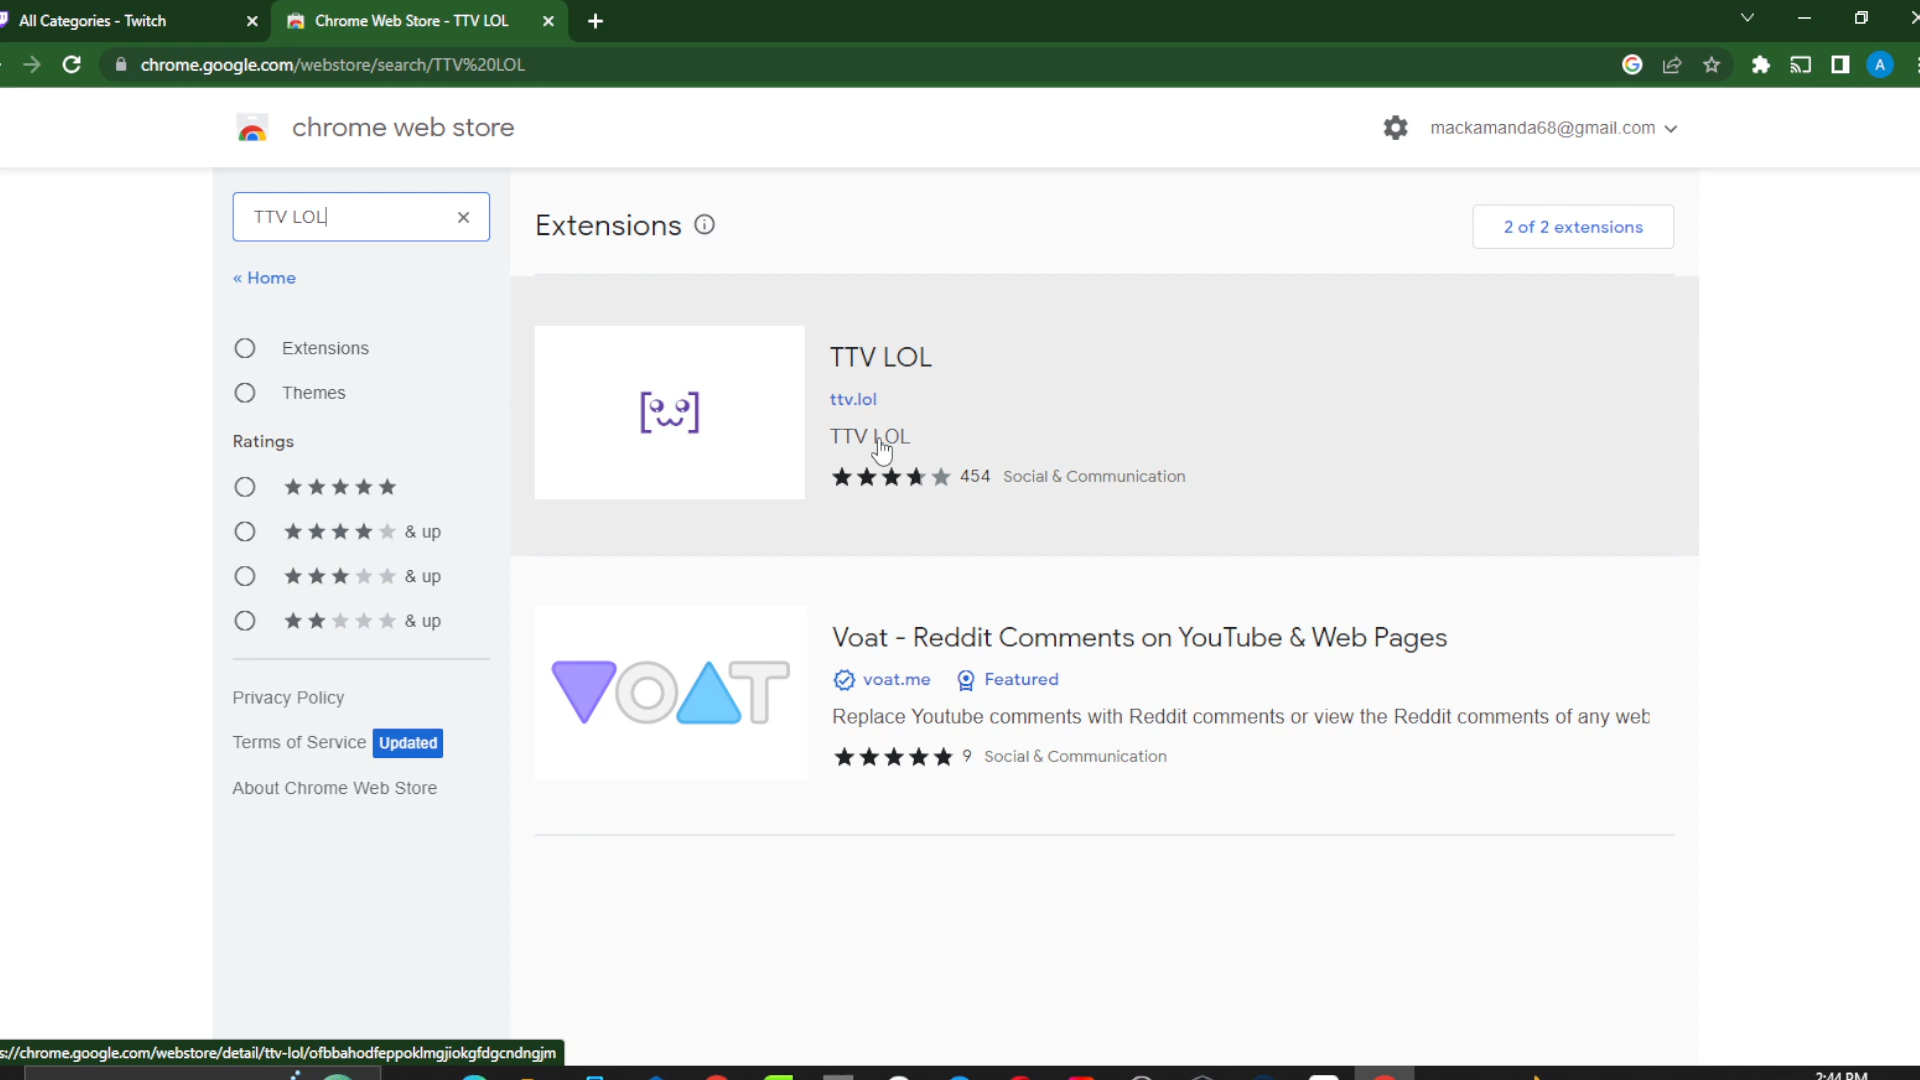 All Categories - Twitch
Chrome Web Store - TTV LOL
chrome.google.com/webstore/search/TTV%20LOL
A
chrome web store
mackamanda68@gmail.com
TTV LOL
Extensions
2 of 2 extensions
« Home
Extensions
Themes
Ratings
& up
& up
& up
Privacy Policy
Terms of Service Updated
About Chrome Web Store
TTV LOL
ttv.lol
TTV LOL
454 Social & Communication
VOAT
Voat - Reddit Comments on YouTube & Web Pages
voat.me Featured
Replace Youtube comments with Reddit comments or view the Reddit comments of any web
9 Social & Communication
s://chrome.google.com/webstore/detail/ttv-lol/ofbbahodfeppoklmgjiokgfdgcndngjm
2:44 PM